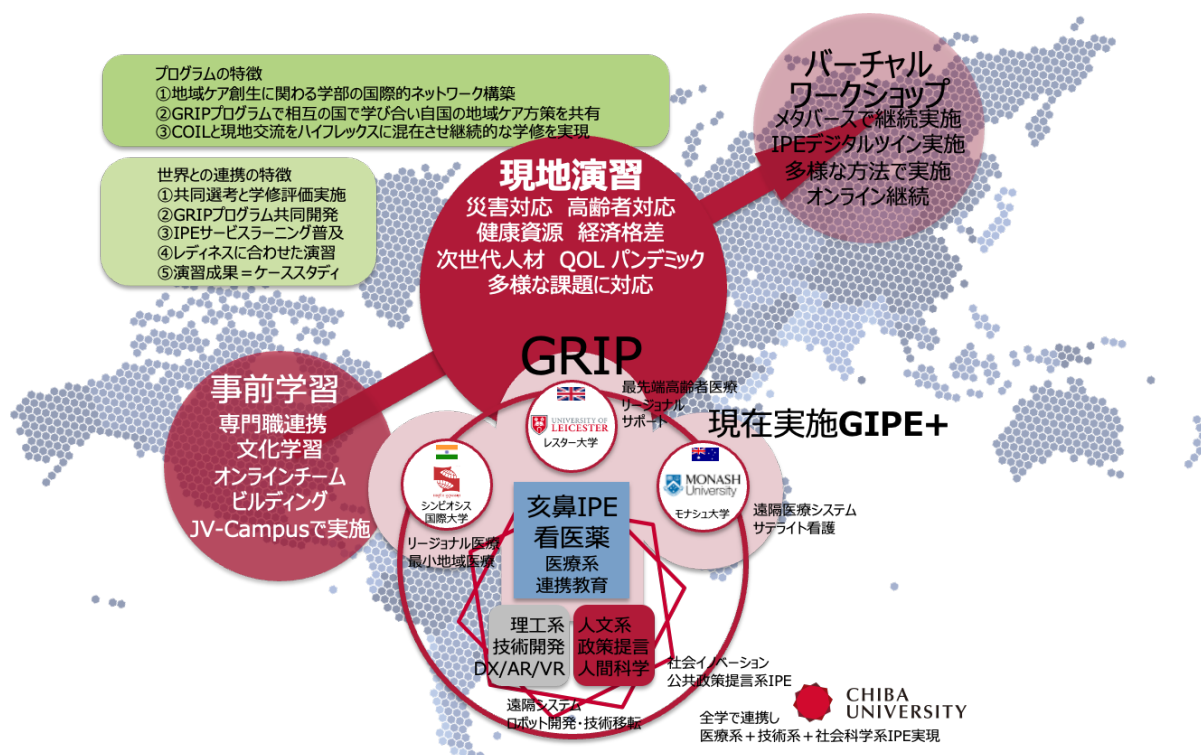 プログラムの特徴
①地域ケア創生に関わる学部の国際的ネットワーク構築
②GRIPプログラムで相互の国で学び合い自国の地域ケア方策を共有
③COILと現地交流をハイフレックスに混在させ継続的な学修を実現
世界との連携の特徴
①共同選考と学修評価実施
②GRIPプログラム共同開発
③IPEサービスラーニング普及
④レディネスに合わせた演習
⑤演習成果＝ケーススタディ
バーチャル
ワークショップ
メタバースで継続実施
IPEデジタルツイン実施
多様な方法で実施
オンライン継続
現地演習
災害対応 高齢者対応
健康資源 経済格差
次世代人材 QOL パンデミック
多様な課題に対応
事前学習
専門職連携
文化学習
オンラインチーム
ビルディング
JV-Campusで実施
GRIP
現在実施GIPE+
UNIVERSITY OF
LEICESTER
レスター大学
最先端高齢者医療
リージョナル
サポート
シンビオシス
国際大学
リージョナル医療
最小地域医療
MONASH
University
モナシュ大学
遠隔医療システム
サテライト看護
亥鼻IPE
看医薬
医療系
連携教育
理工系
技術開発
DX/AR/VR
人文系
政策提言
人間科学
遠隔システム
ロボット開発・技術移転
社会イノベーション
公共政策提言系IPE
CHIBA
UNIVERSITY
全学で連携し
医療系＋技術系＋社会科学系IPE実現